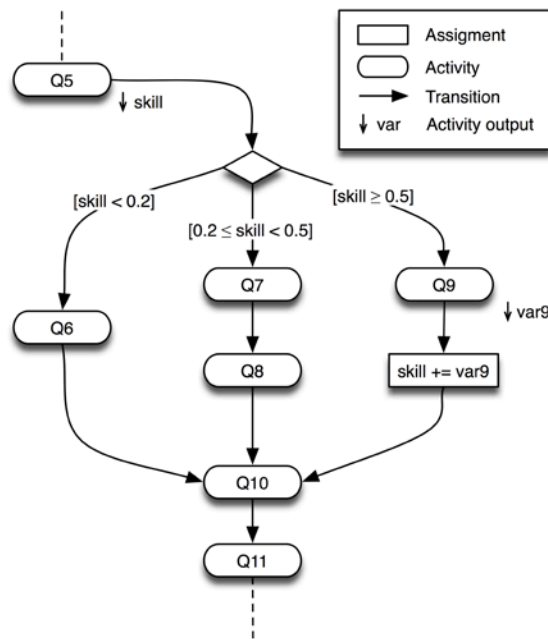 Q5
↓ skill
Assigment
Activity
Transition
↓ var Activity output
[skill < 0.2]
[0.2 ≤ skill < 0.5]
[skill ≥ 0.5]
Q6
Q7
Q9
↓ var9
Q8
skill += var9
Q10
Q11